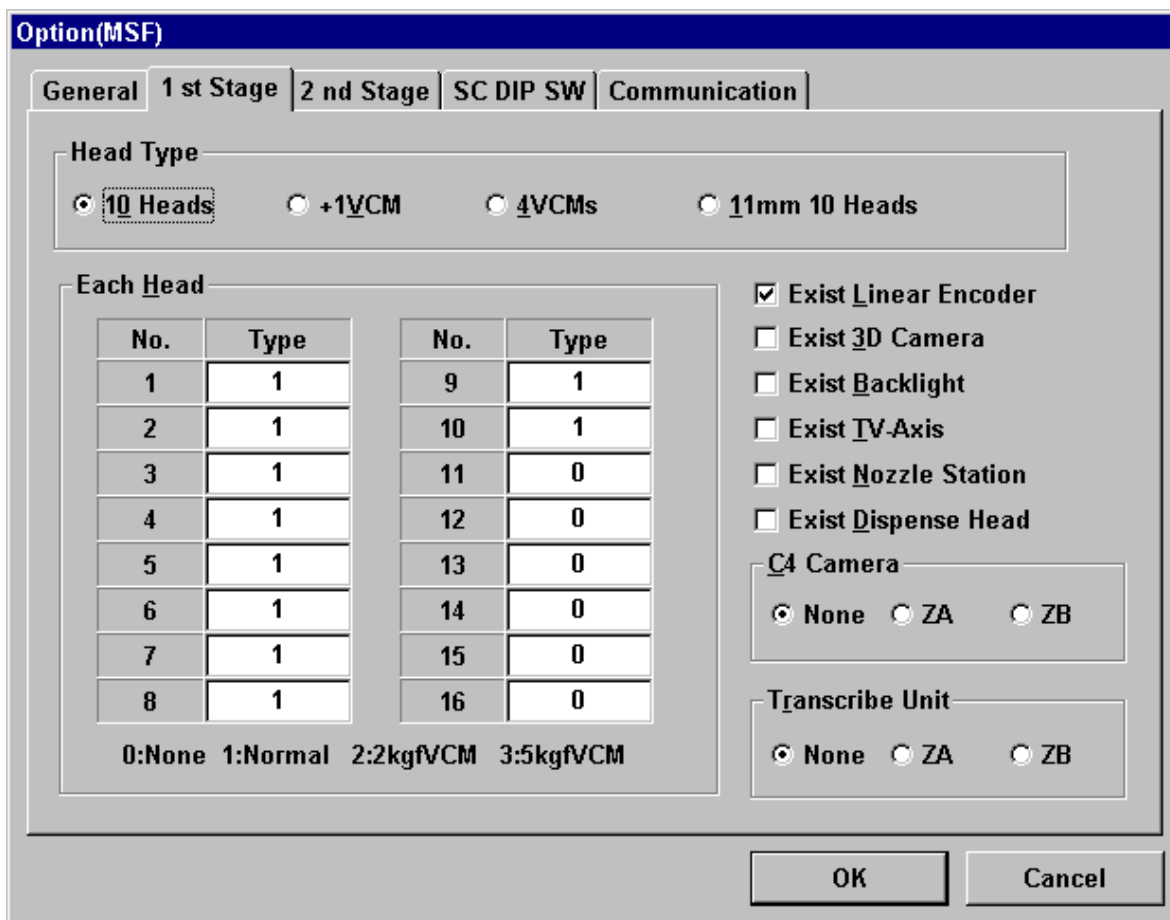 Option(MSF)
General 1 st Stage 2 nd Stage SC DIP SW Communication
Head Type
10 Heads +1VCM 4VCMs 11mm 10 Heads
Each Head
No. Type No. Type
1 1 9 1
2 1 10 1
3 1 11 0
4 1 12 0
5 1 13 0
6 1 14 0
7 1 15 0
8 1 16 0
0:None 1:Normal 2:2kgfVCM 3:5kgfVCM
Exist Linear Encoder
Exist 3D Camera
Exist Backlight
Exist TV-Axis
Exist Nozzle Station
Exist Dispense Head
C4 Camera
None ZA ZB
Transcribe Unit
None ZA ZB
OK Cancel